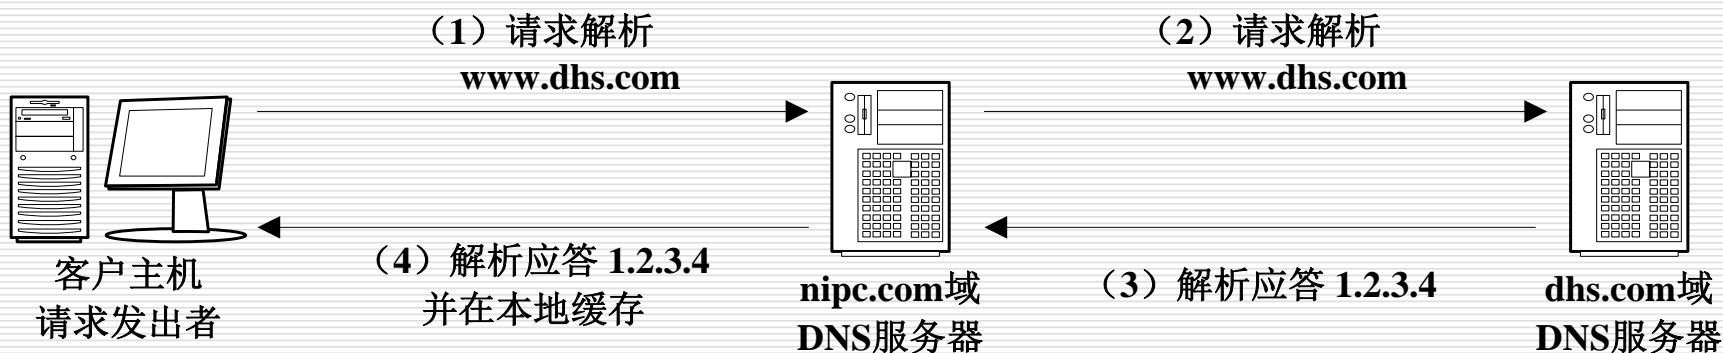 （1）请求解析
www.dhs.com
（2）请求解析
www.dhs.com
（4）解析应答 1.2.3.4
并在本地缓存
（3）解析应答 1.2.3.4
客户主机
请求发出者
nipc.com域
DNS服务器
dhs.com域
DNS服务器